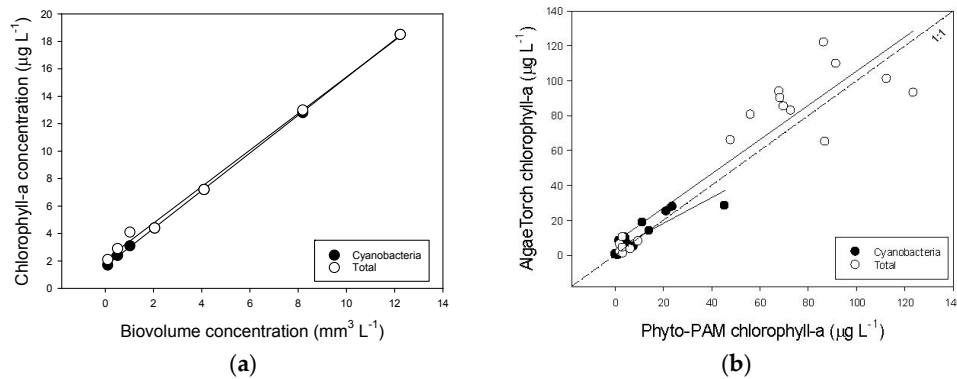 Chlorophyll-a concentration (µg L-1)
20
18
16
14
12
10
8
6
4
2
0
Cyanobacteria
Total
0 2 4 6 8 10 12 14
Biovolume concentration (mm3 L-1)
(a)
AlgaeTorch chlorophyll-a (µg L-1)
140
120
100
80
60
40
20
0
1:1
Cyanobacteria
Total
0 20 40 60 80 100 120 140
Phyto-PAM chlorophyll-a (µg L-1)
(b)